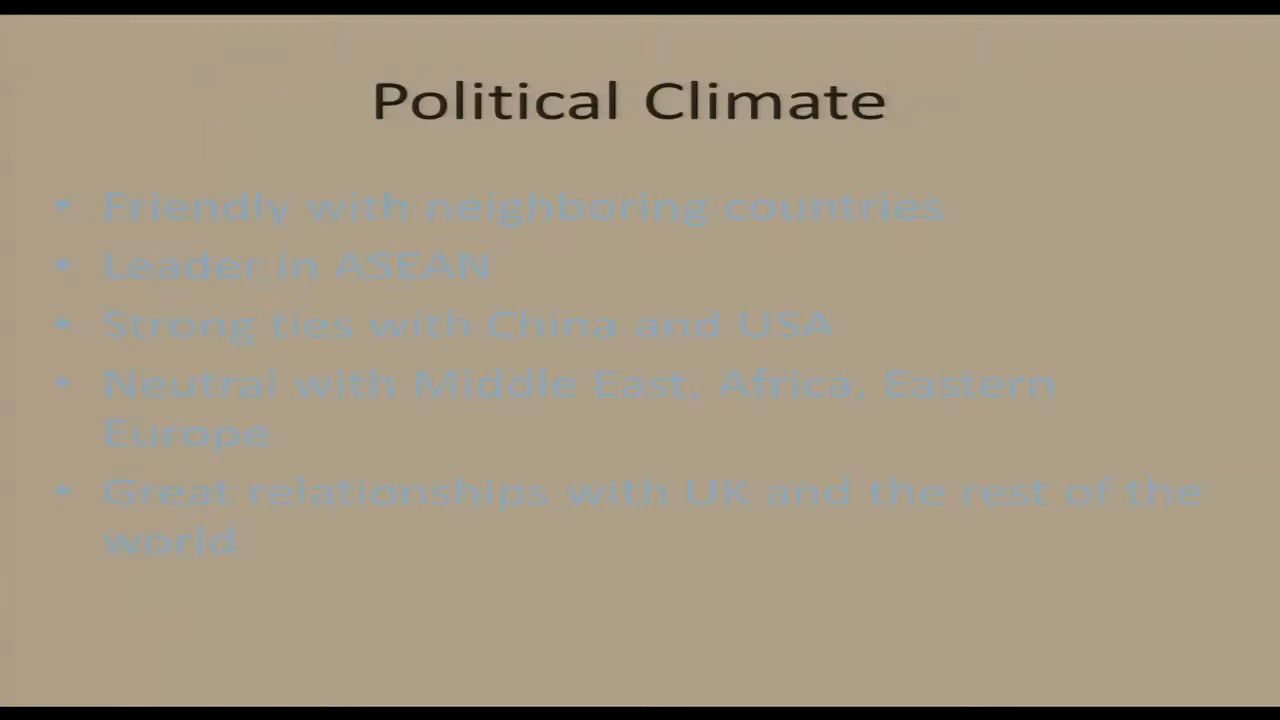 Political Climate
• Friendly with neighboring countries
• Leader in ASEAN
• Strong ties with China and USA
• Neutral with Middle East, Africa, Eastern
Europe
• Great relationships with UK and the rest of the
world